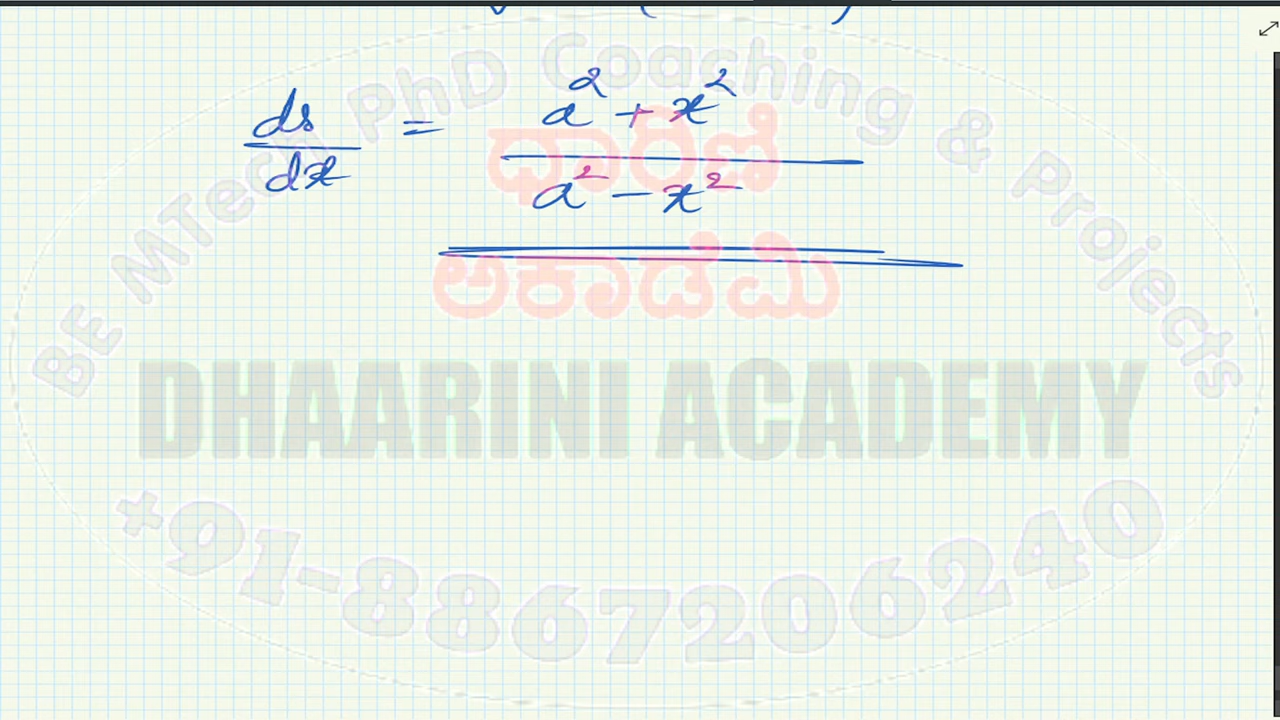 ds/dx = (a² + x²)/(a² − x²)
BE MTech PhD Coaching & Projects
ಧಾರಿಣಿ
ಅಕಾಡೆಮಿ
DHAARINI ACADEMY
+91-8867206240